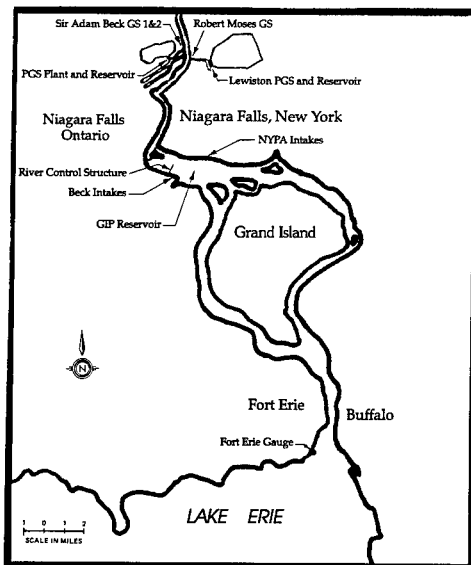 Sir Adam Beck GS 1&2
Robert Moses GS
PGS Plant and Reservoir
Lewiston PGS and Reservoir
Niagara Falls
Ontario
Niagara Falls, New York
NYPA Intakes
River Control Structure
Beck Intakes
GIP Reservoir
Grand Island
N
Fort Erie
Buffalo
Fort Erie Gauge
LAKE ERIE
1 0 1 2
SCALE IN MILES